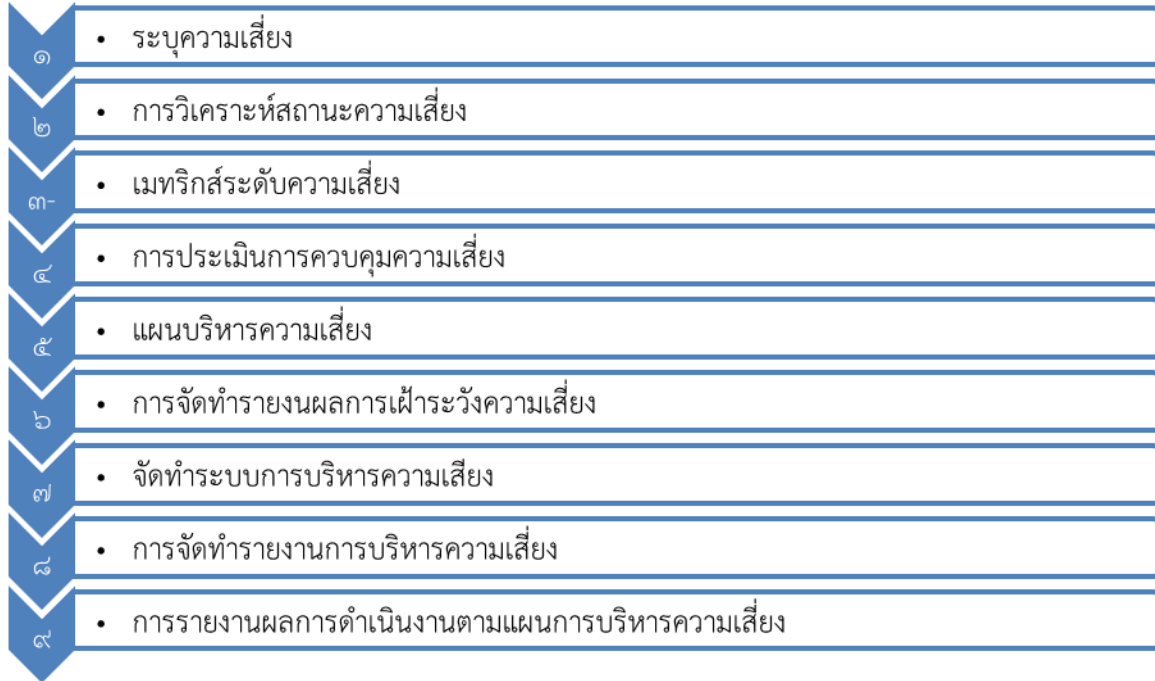 ๑ • ระบุความเสี่ยง
๒ • การวิเคราะห์สถานะความเสี่ยง
๓- • เมทริกส์ระดับความเสี่ยง
๔ • การประเมินการควบคุมความเสี่ยง
๕ • แผนบริหารความเสี่ยง
๖ • การจัดทำรายงนผลการเฝ้าระวังความเสี่ยง
๗ • จัดทำระบบการบริหารความเสียง
๘ • การจัดทำรายงานการบริหารความเสี่ยง
๙ • การรายงานผลการดำเนินงานตามแผนการบริหารความเสี่ยง